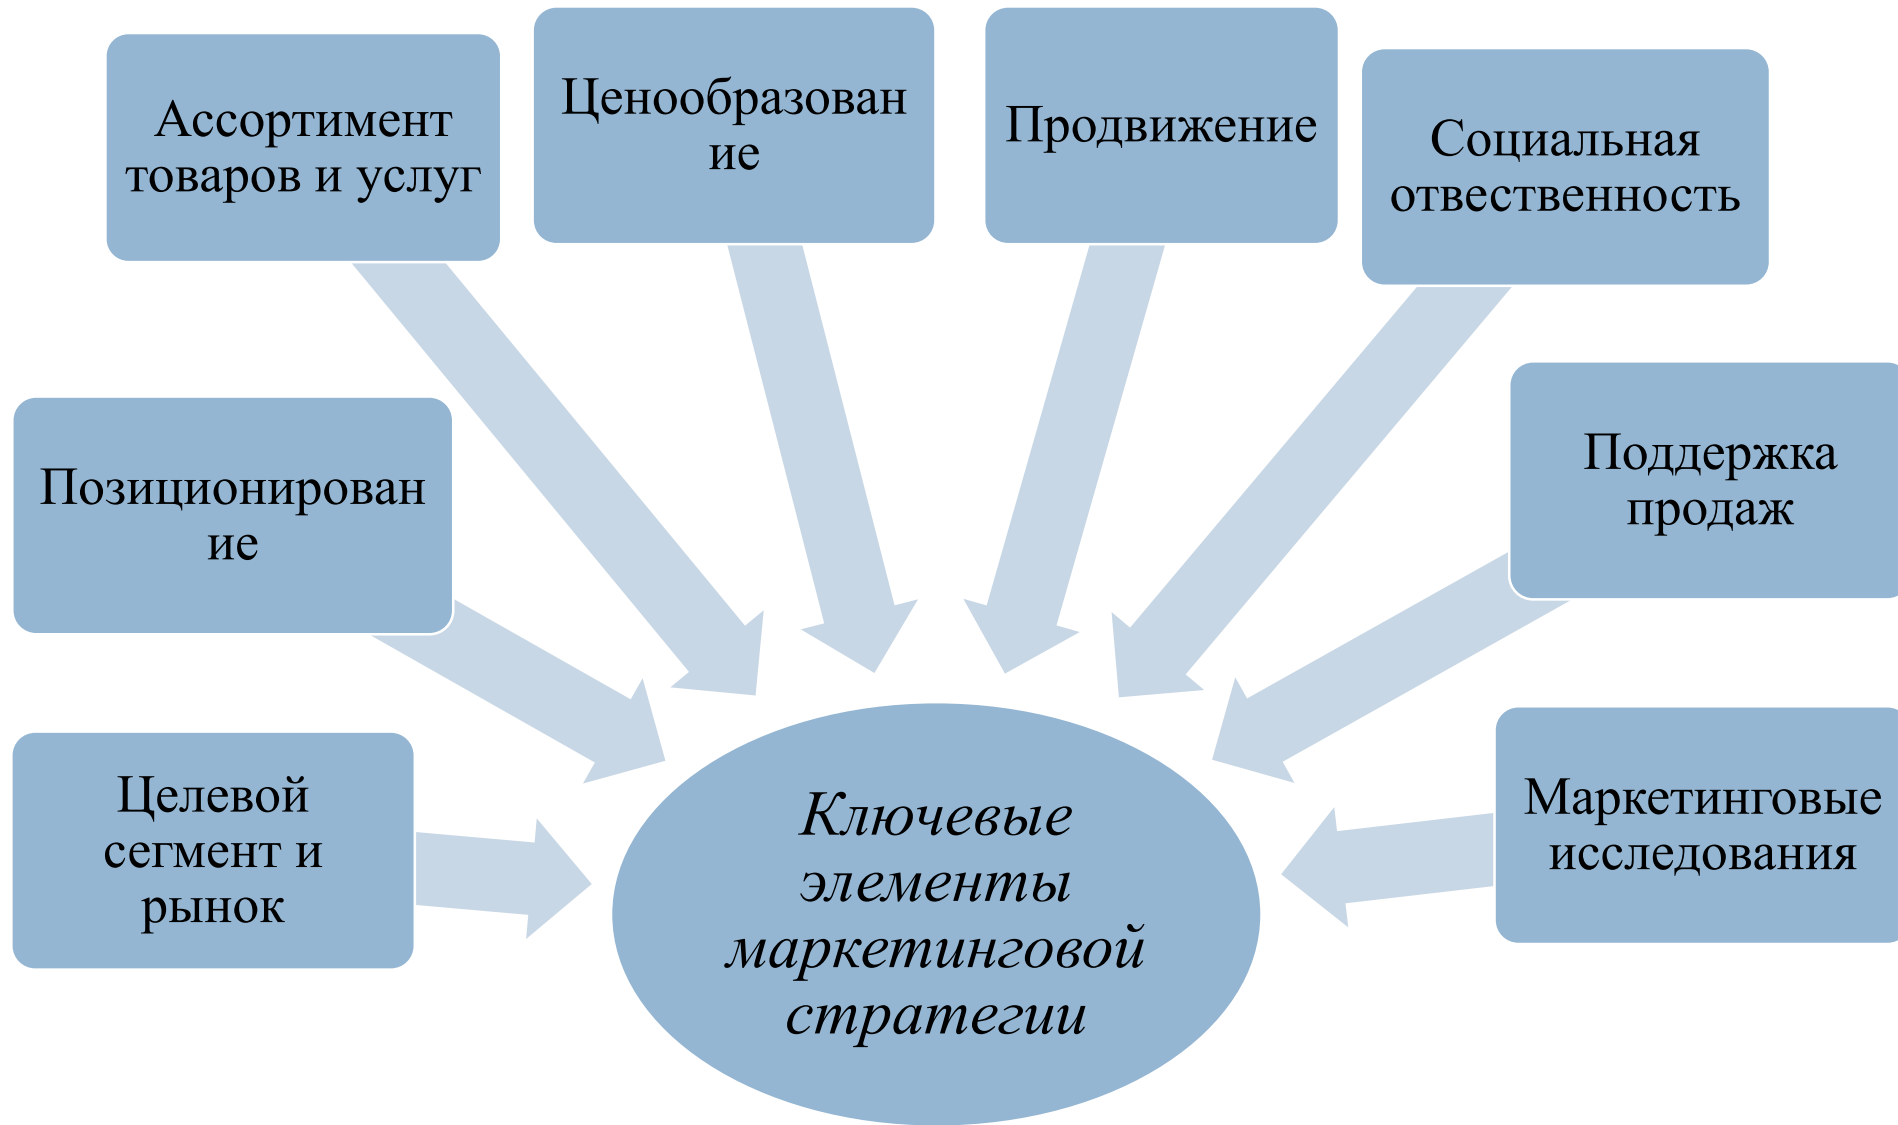 Ассортимент
товаров и услуг
Ценообразован
ие
Продвижение
Социальная
отвественность
Позиционирован
ие
Поддержка
продаж
Целевой
сегмент и
рынок
Маркетинговые
исследования
Ключевые
элементы
маркетинговой
стратегии